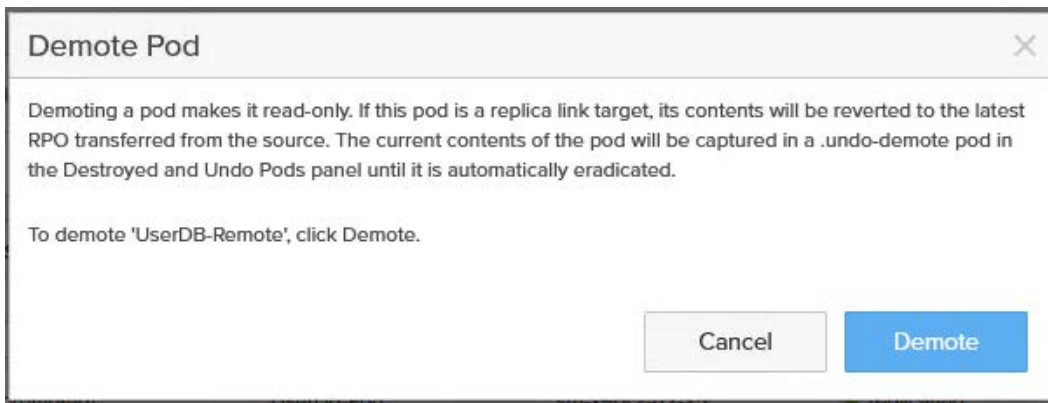 Demote Pod
Demoting a pod makes it read-only. If this pod is a replica link target, its contents will be reverted to the latest
RPO transferred from the source. The current contents of the pod will be captured in a .undo-demote pod in
the Destroyed and Undo Pods panel until it is automatically eradicated.
To demote 'UserDB-Remote', click Demote.
Cancel
Demote